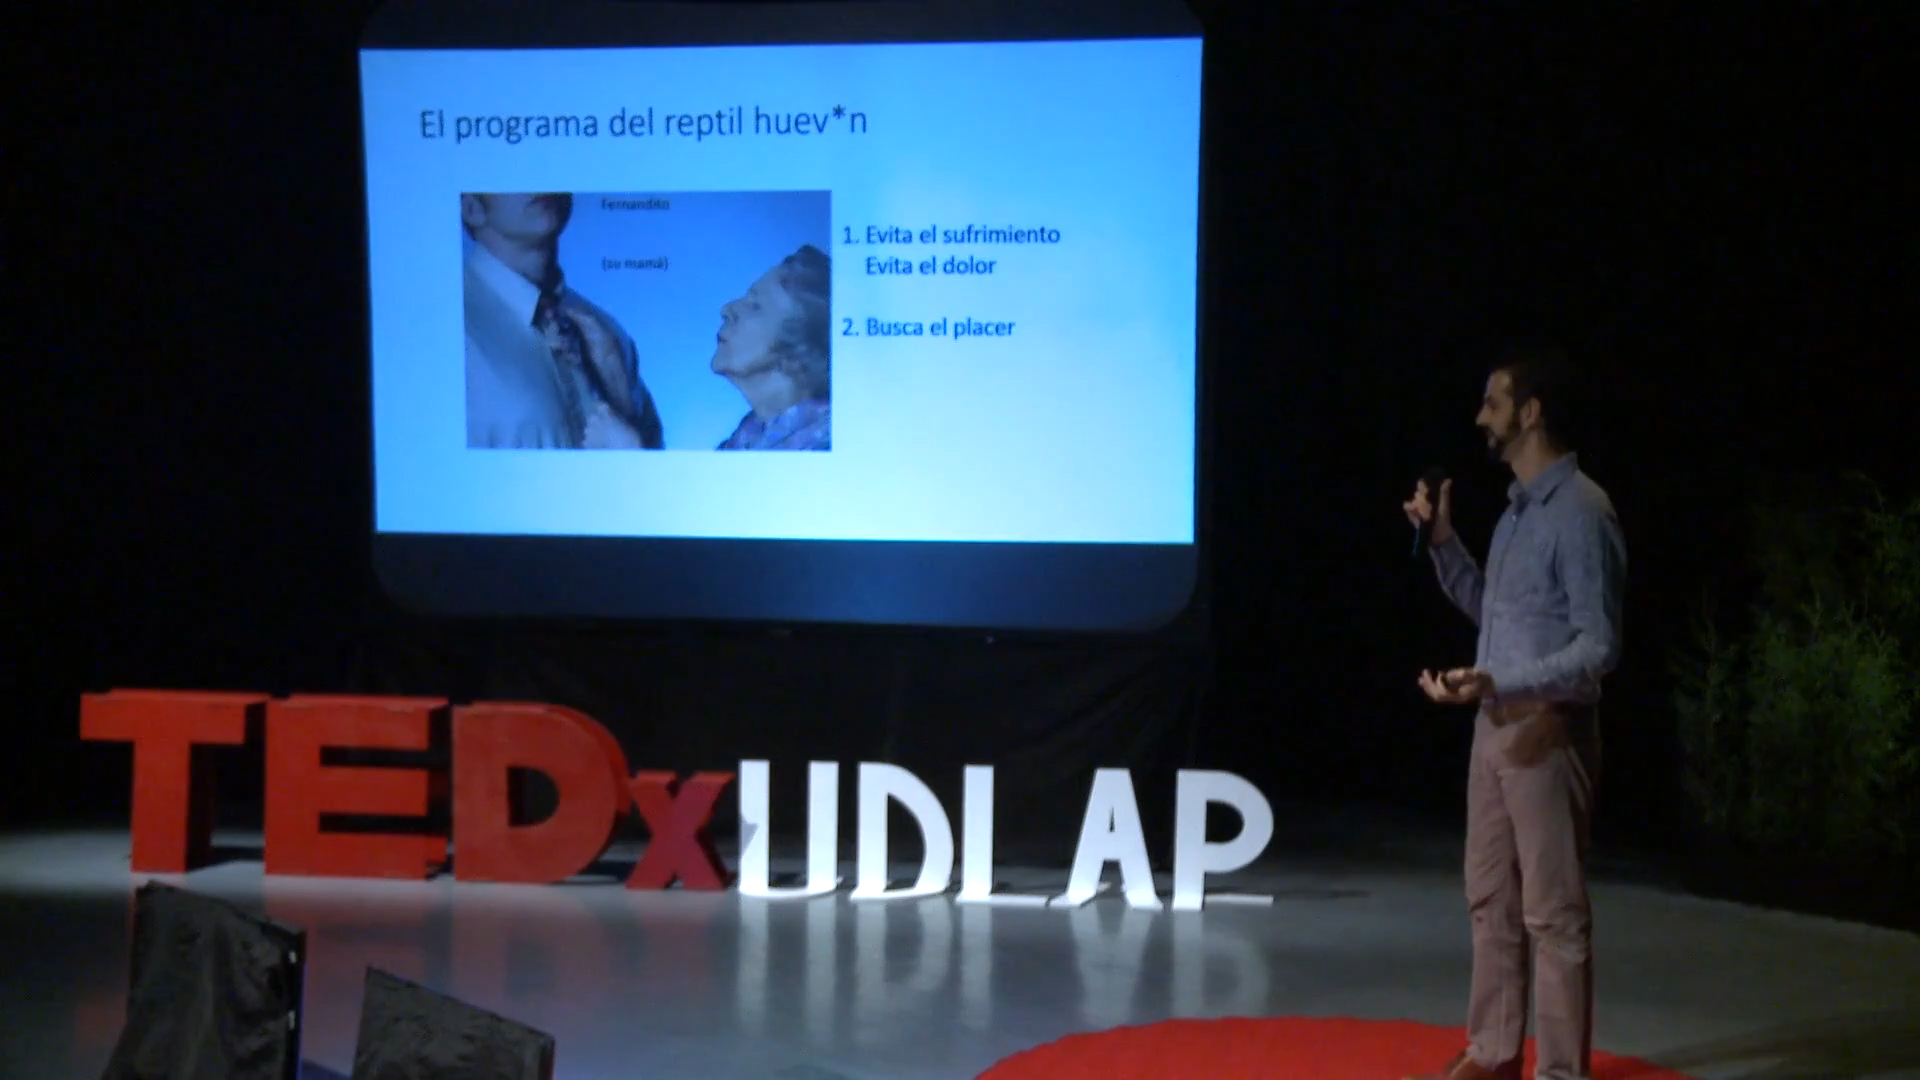 El programa del reptil huev*n
Fernandito
(su mamá)
1. Evita el sufrimiento
Evita el dolor
2. Busca el placer
TEDxUDLAP